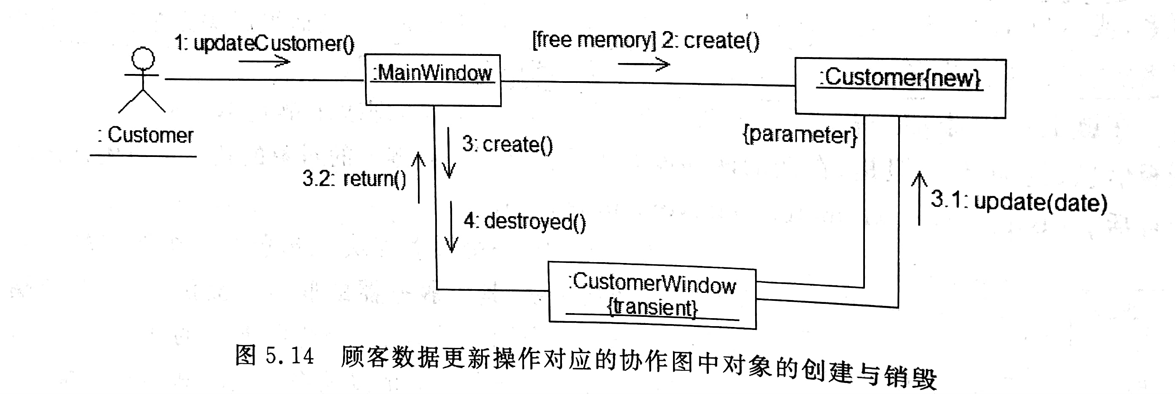 1: updateCustomer()
[free memory] 2: create()
:MainWindow
:Customer{new}
: Customer
{parameter}
3: create()
3.2: return()
3.1: update(date)
4: destroyed()
:CustomerWindow
{transient}
图 5.14 顾客数据更新操作对应的协作图中对象的创建与销毁